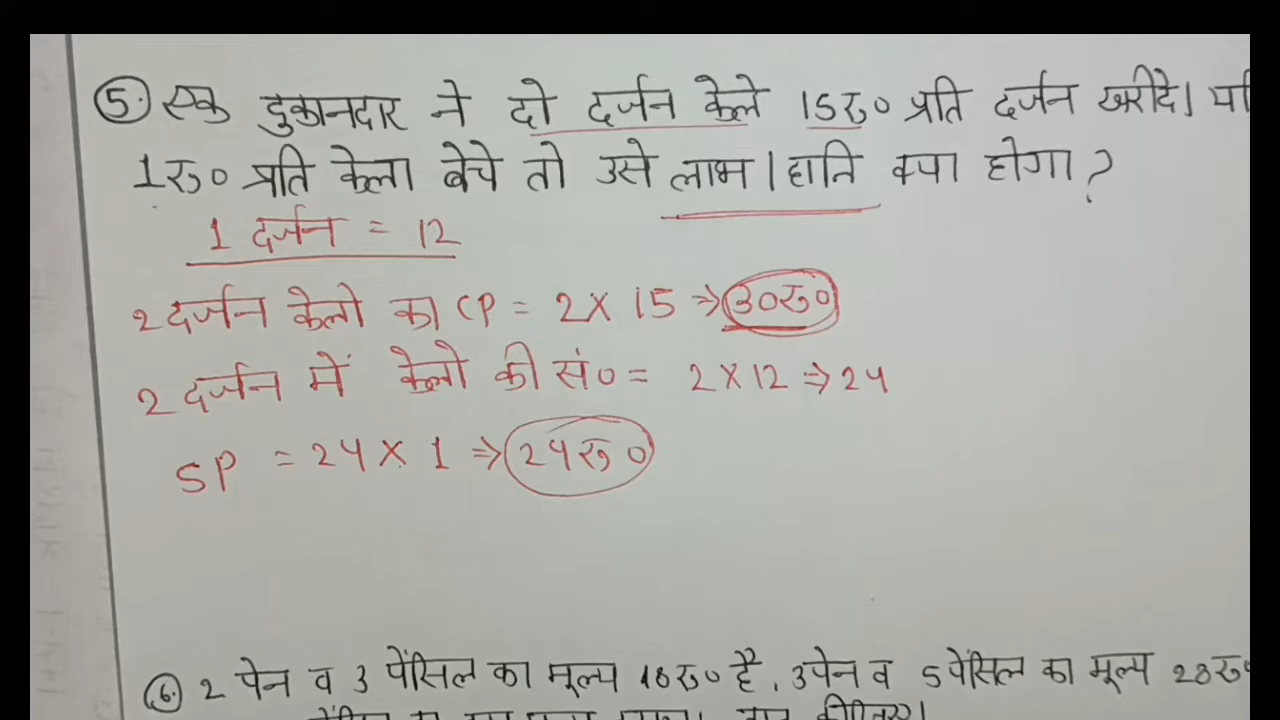 5. एक दुकानदार ने दो दर्जन केले 15रु० प्रति दर्जन खरीदे। यदि
1रु० प्रति केला बेचे तो उसे लाभ।हानि क्या होगा?
1 दर्जन = 12
2 दर्जन केलो का CP = 2 × 15 ⇒ 30रु०
2 दर्जन में केलो की सं० = 2 × 12 ⇒ 24
SP = 24 × 1 ⇒ 24रु०
6. 2 पेन व 3 पेंसिल का मूल्य 18रु० है, 3 पेन व 5 पेंसिल का मूल्य 28रु०